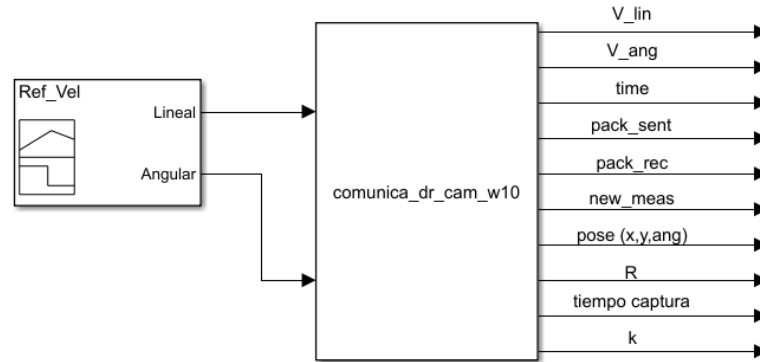 Ref_Vel
Lineal
Angular
comunica_dr_cam_w10
V_lin
V_ang
time
pack_sent
pack_rec
new_meas
pose (x,y,ang)
R
tiempo captura
k